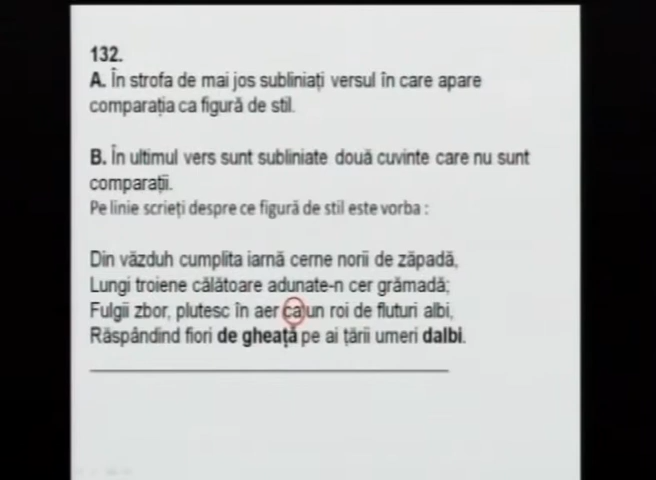 132.
A. În strofa de mai jos subliniați versul în care apare
comparația ca figură de stil.
B. În ultimul vers sunt subliniate două cuvinte care nu sunt
comparații.
Pe linie scrieți despre ce figură de stil este vorba :
Din văzduh cumplita iarnă cerne norii de zăpadă,
Lungi troiene călătoare adunate-n cer grămadă;
Fulgii zbor, plutesc în aer ca un roi de fluturi albi,
Răspândind fiori de gheață pe ai țării umeri dalbi.